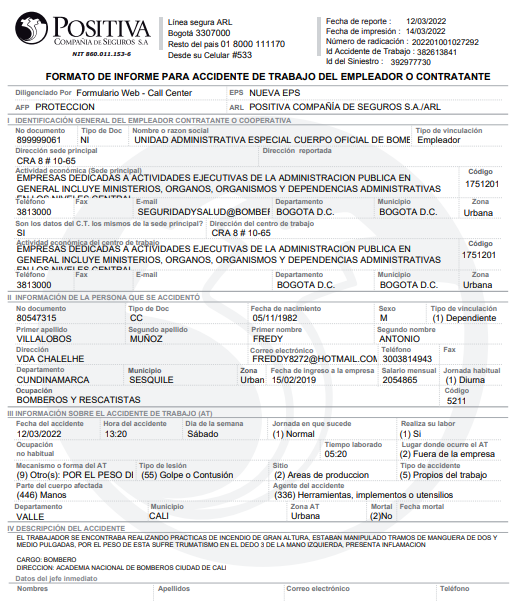 POSITIVA
COMPAÑIA DE SEGUROS S.A
NIT 860.011.153-6
Línea segura ARL
Bogotá 3307000
Resto del país 01 8000 111170
Desde su Celular #533
Fecha de reporte : 12/03/2022
Fecha de impresión : 14/03/2022
Número de radicación : 202201001027292
Id Accidente de Trabajo : 382613841
Id del Siniestro : 392977730
FORMATO DE INFORME PARA ACCIDENTE DE TRABAJO DEL EMPLEADOR O CONTRATANTE
Diligenciado Por Formulario Web - Call Center EPS NUEVA EPS
AFP PROTECCION ARL POSITIVA COMPAÑÍA DE SEGUROS S.A/ARL
I IDENTIFICACIÓN GENERAL DEL EMPLEADOR CONTRATANTE O COOPERATIVA
No documento Tipo de Doc Nombre o razon social Tipo de vinculación
899999061 NI UNIDAD ADMINISTRATIVA ESPECIAL CUERPO OFICIAL DE BOME Empleador
Dirección sede principal Dirección reportada
CRA 8 # 10-65
Actividad económica (Sede principal) Código
EMPRESAS DEDICADAS A ACTIVIDADES EJECUTIVAS DE LA ADMINISTRACION PUBLICA EN
GENERAL INCLUYE MINISTERIOS, ORGANOS, ORGANISMOS Y DEPENDENCIAS ADMINISTRATIVAS 1751201
EN LOS NIVELES CENTRAL
Teléfono Fax E-mail Departamento Municipio Zona
3813000 SEGURIDADYSALUD@BOMBEF BOGOTA D.C. BOGOTA D.C. Urbana
Son los datos del C.T. los mismos de la sede principal? Dirección del centro de trabajo
SI CRA 8 # 10-65
Actividad económica del centro de trabajo Código
EMPRESAS DEDICADAS A ACTIVIDADES EJECUTIVAS DE LA ADMINISTRACION PUBLICA EN
GENERAL INCLUYE MINISTERIOS, ORGANOS, ORGANISMOS Y DEPENDENCIAS ADMINISTRATIVAS 1751201
EN LOS NIVELES CENTRAL
Teléfono Fax E-mail Departamento Municipio Zona
3813000 BOGOTA D.C. BOGOTA D.C. Urbana
II INFORMACIÓN DE LA PERSONA QUE SE ACCIDENTÓ
No documento Tipo de Doc Fecha de nacimiento Sexo Tipo de vinculación
80547315 CC 05/11/1982 M (1) Dependiente
Primer apellido Segundo apellido Primer nombre Segundo nombre
VILLALOBOS MUÑOZ FREDY ANTONIO
Dirección Correo electrónico Teléfono Fax
VDA CHALELHE FREDDY8272@HOTMAIL.COM 3003814943
Departamento Municipio Zona Fecha de ingreso a la empresa Salario mensual Jornada habitual
CUNDINAMARCA SESQUILE Urban 15/02/2019 2054865 (1) Diurna
Ocupación Código
BOMBEROS Y RESCATISTAS 5211
III INFORMACIÓN SOBRE EL ACCIDENTE DE TRABAJO (AT)
Fecha del accidente Hora del accidente Día de la semana Jornada en que sucede Realiza su labor
12/03/2022 13:20 Sábado (1) Normal (1) Si
Ocupación Tiempo laborado Lugar donde ocurre el AT
no habitual 05:20 (2) Fuera de la empresa
Mecanismo o forma del AT Tipo de lesión Sitio Tipo de accidente
(9) Otro(s): POR EL PESO DI (55) Golpe o Contusión (2) Areas de produccion (5) Propios del trabajo
Parte del cuerpo afectada Agente del accidente
(446) Manos (336) Herramientas, implementos o utensilios
Departamento Municipio Zona AT Mortal Fecha mortal
VALLE CALI Urbana (2)No
IV DESCRIPCIÓN DEL ACCIDENTE
EL TRABAJADOR SE ENCONTRABA REALIZANDO PRACTICAS DE INCENDIO DE GRAN ALTURA, ESTABAN MANIPULADO TRAMOS DE MANGUERA DE DOS Y
MEDIO PULGADAS, POR EL PESO DE ESTA SUFRE TRUMATISMO EN EL DEDO 3 DE LA MANO IZQUIERDA, PRESENTA INFLAMACION
CARGO: BOMBERO
DIRECCION: ACADEMIA NACIONAL DE BOMBEROS CIUDAD DE CALI
Datos del jefe inmediato
Nombres Apellidos Correo electrónico Teléfono